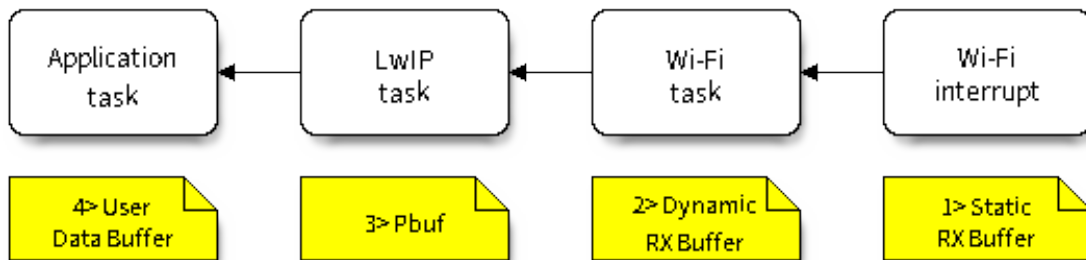 Application
task
LwIP
task
Wi-Fi
task
Wi-Fi
interrupt
4> User
Data Buffer
3> Pbuf
2> Dynamic
RX Buffer
1> Static
RX Buffer